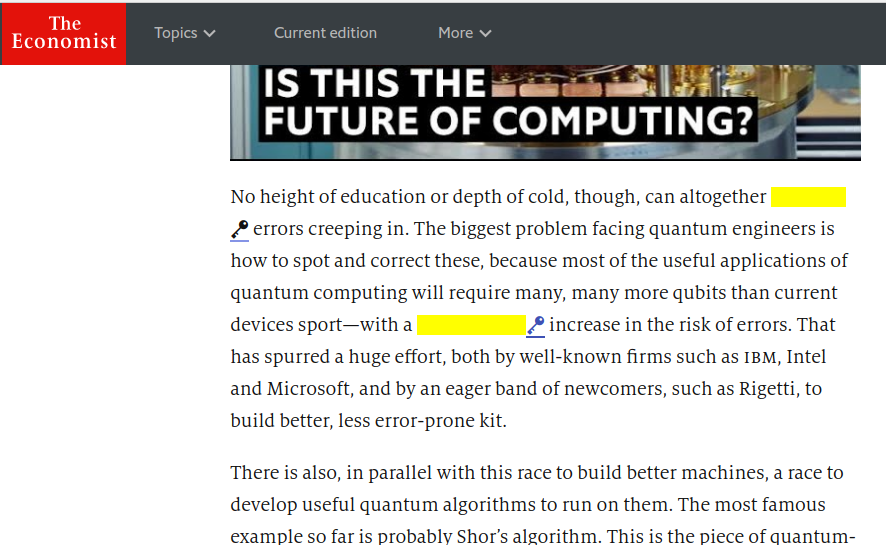 The
Economist
Topics
Current edition
More
IS THIS THE
FUTURE OF COMPUTING?
No height of education or depth of cold, though, can altogether
errors creeping in. The biggest problem facing quantum engineers is
how to spot and correct these, because most of the useful applications of
quantum computing will require many, many more qubits than current
devices sport—with a increase in the risk of errors. That
has spurred a huge effort, both by well-known firms such as IBM, Intel
and Microsoft, and by an eager band of newcomers, such as Rigetti, to
build better, less error-prone kit.
There is also, in parallel with this race to build better machines, a race to
develop useful quantum algorithms to run on them. The most famous
example so far is probably Shor’s algorithm. This is the piece of quantum-